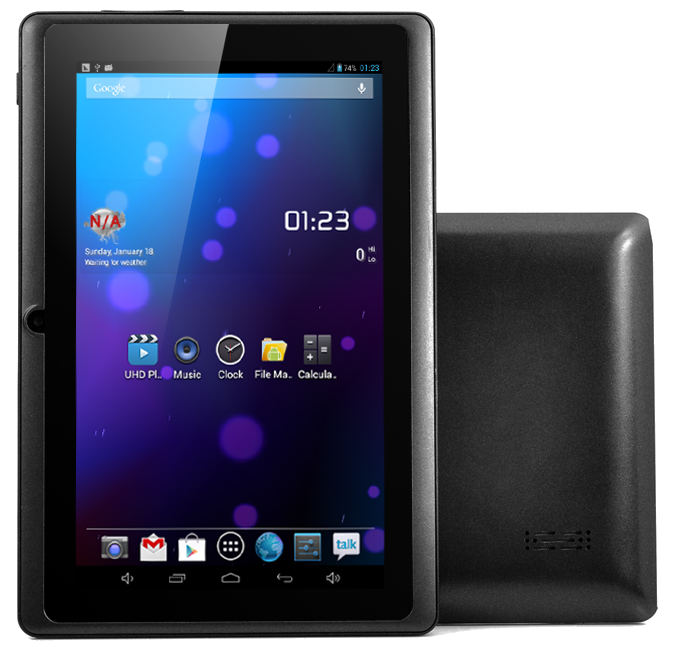 74% 01:23
Google
N/A
01:23
Sunday, January 18
Waiting for weather
0 Hi
Lo
UHD Pl.. Music Clock File Ma.. Calcula..
talk